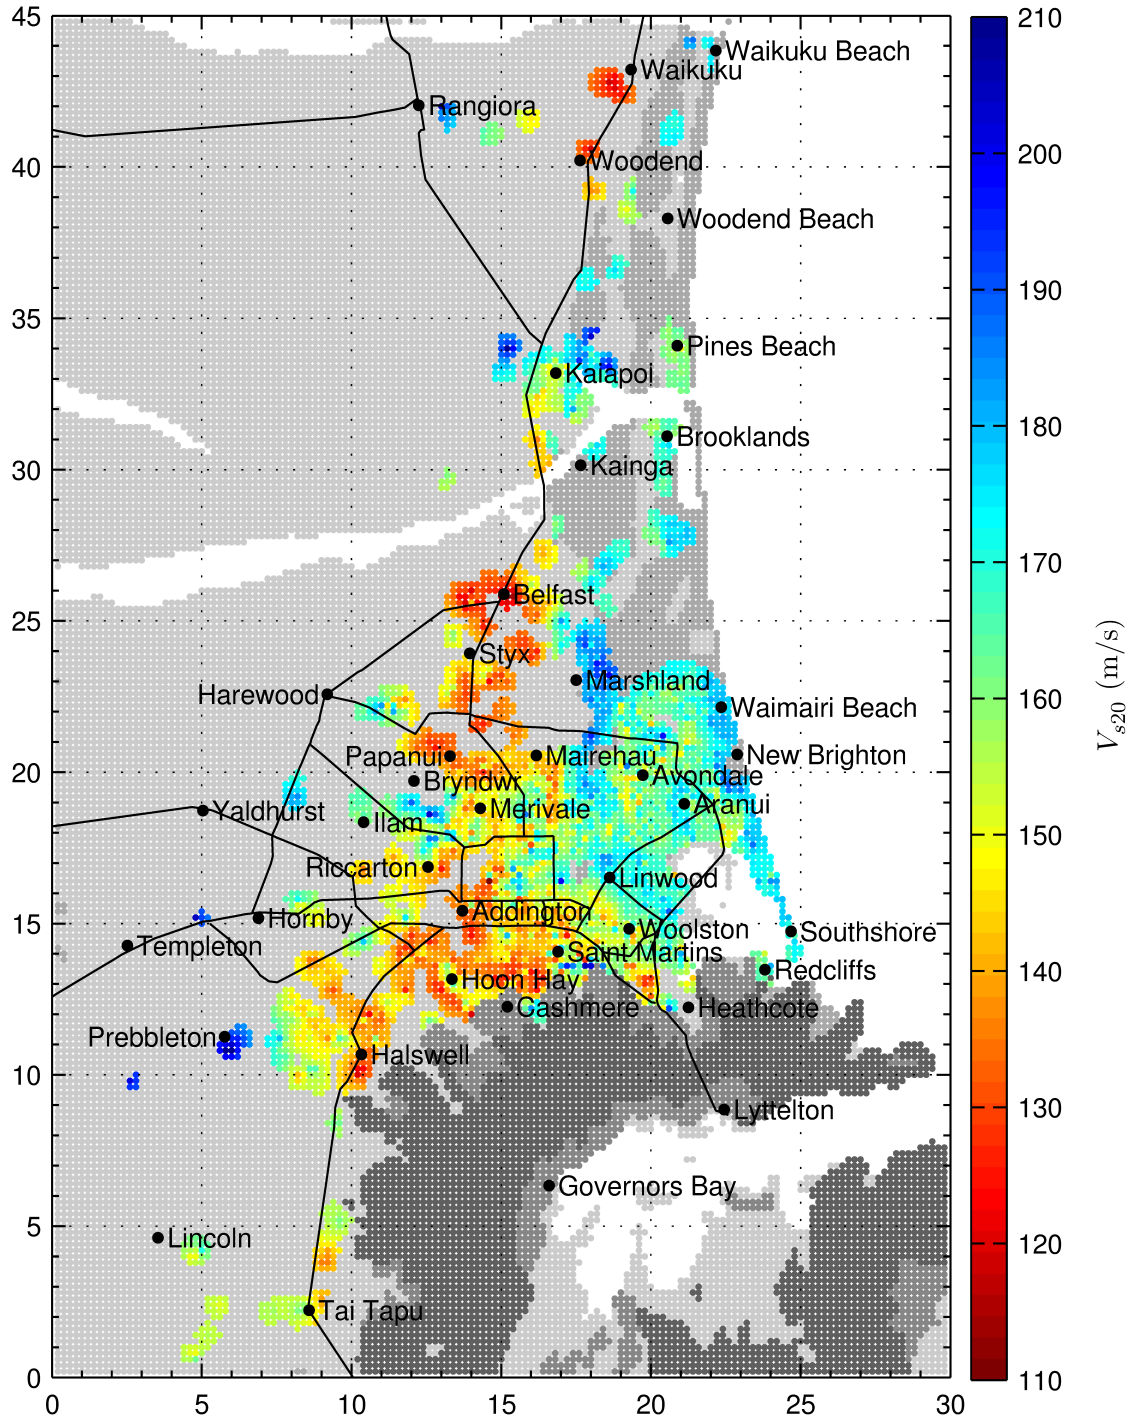 45
40
35
30
25
20
15
10
5
0
0
5
10
15
20
25
30
Waikuku Beach
Waikuku
Rangiora
Woodend
Woodend Beach
Pines Beach
Kaiapoi
Brooklands
Kainga
Belfast
Styx
Marshland
Harewood
Waimairi Beach
Papanui
Mairehau
New Brighton
Bryndwr
Avondale
Yaldhurst
Ilam
Merivale
Aranui
Riccarton
Linwood
Hornby
Addington
Templeton
Woolston
Southshore
Saint Martins
Hoon Hay
Redcliffs
Cashmere
Heathcote
Prebbleton
Halswell
Lyttelton
Governors Bay
Lincoln
Tai Tapu
210
200
190
180
170
160
150
140
130
120
110
V_{s20} (m/s)